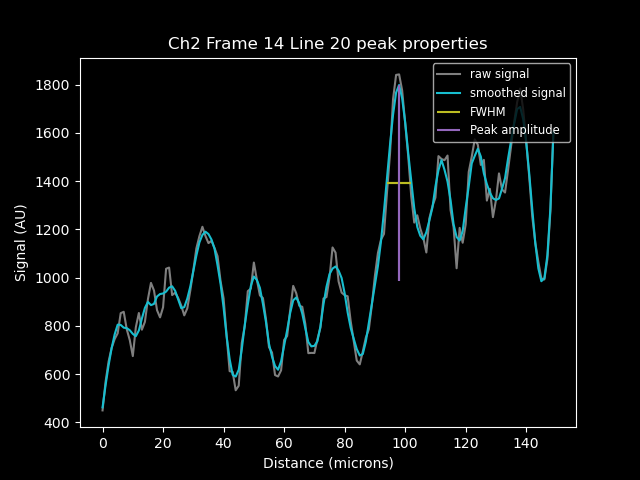 Ch2 Frame 14 Line 20 peak properties
raw signal
smoothed signal
FWHM
Peak amplitude
Signal (AU)
1800
1600
1400
1200
1000
800
600
400
0 20 40 60 80 100 120 140
Distance (microns)